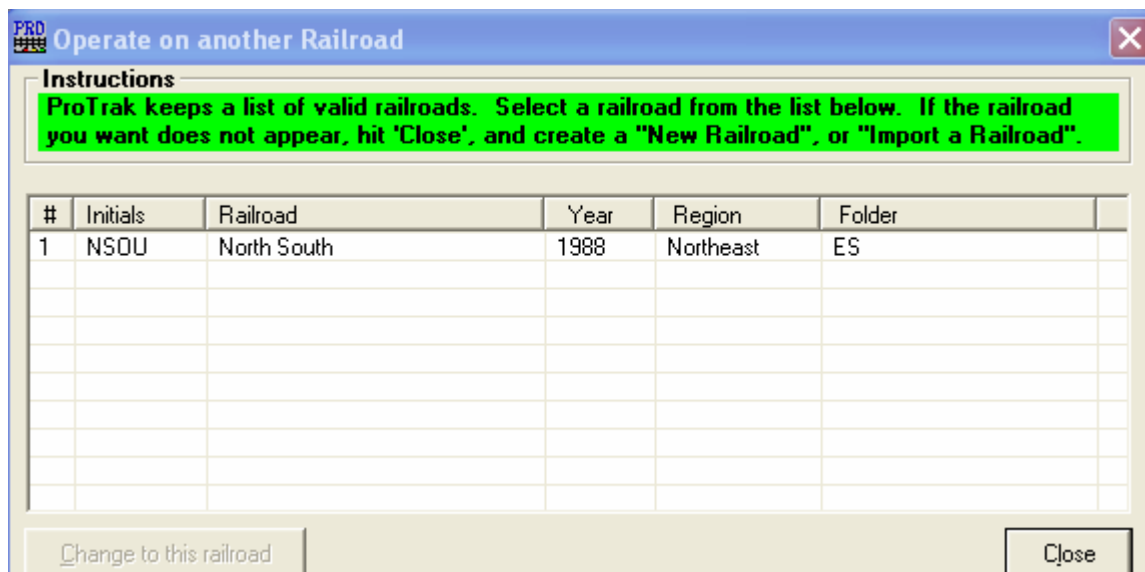 PRO
Operate on another Railroad
Instructions
ProTrak keeps a list of valid railroads. Select a railroad from the list below. If the railroad
you want does not appear, hit 'Close', and create a "New Railroad", or "Import a Railroad".
# Initials Railroad Year Region Folder
1 NSOU North South 1988 Northeast ES
Change to this railroad Close